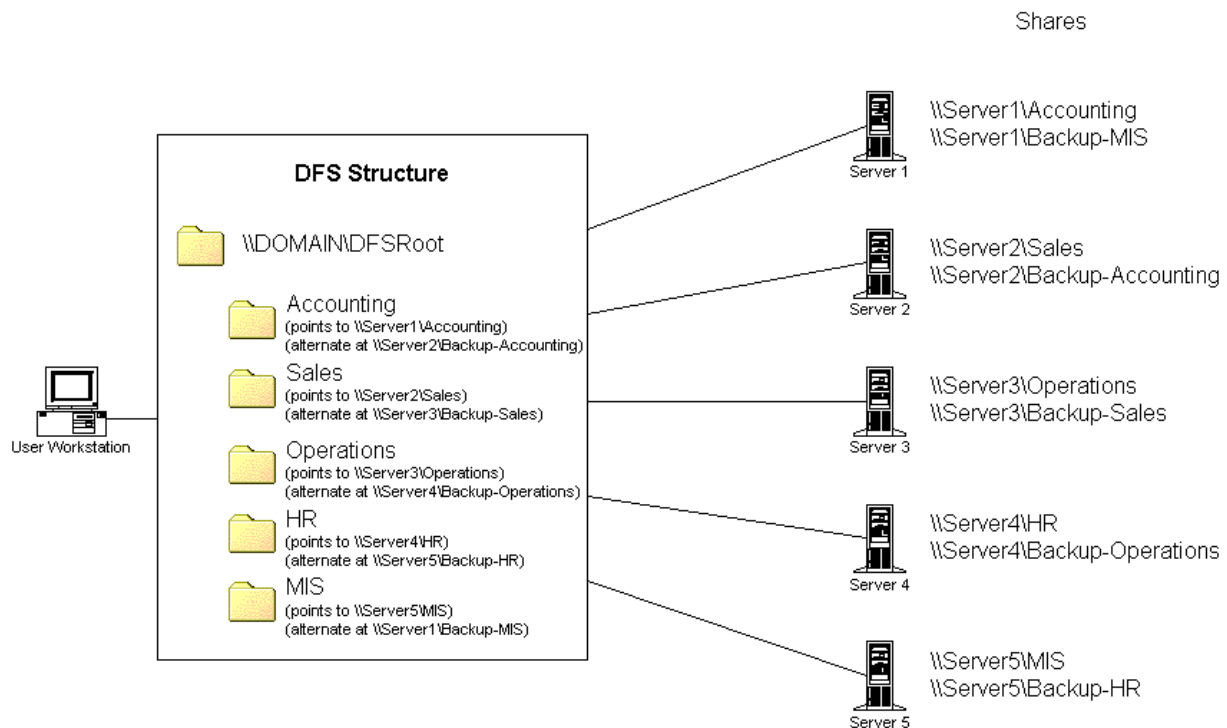 Shares
\\Server1\Accounting
\\Server1\Backup-MIS
Server 1
DFS Structure
\\DOMAIN\DFSRoot
\\Server2\Sales
\\Server2\Backup-Accounting
Server 2
Accounting
(points to \\Server1\Accounting)
(alternate at \\Server2\Backup-Accounting)
Sales
(points to \\Server2\Sales)
(alternate at \\Server3\Backup-Sales)
\\Server3\Operations
\\Server3\Backup-Sales
Server 3
User Workstation
Operations
(points to \\Server3\Operations)
(alternate at \\Server4\Backup-Operations)
HR
(points to \\Server4\HR)
(alternate at \\Server5\Backup-HR)
\\Server4\HR
\\Server4\Backup-Operations
Server 4
MIS
(points to \\Server5\MIS)
(alternate at \\Server1\Backup-MIS)
\\Server5\MIS
\\Server5\Backup-HR
Server 5